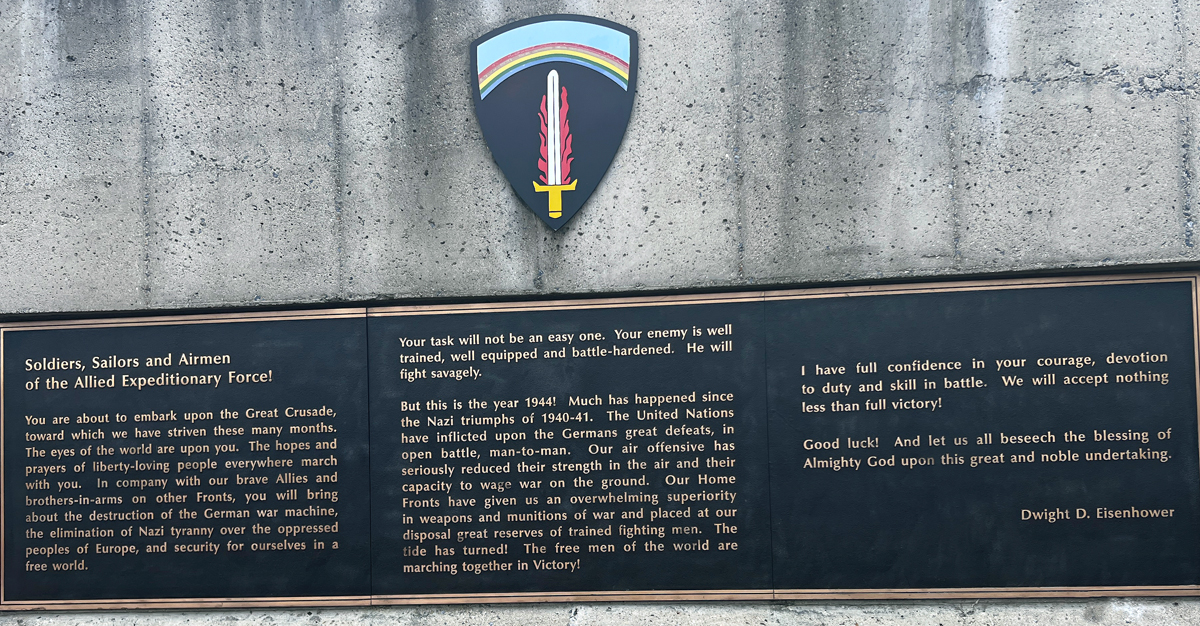 Soldiers, Sailors and Airmen
of the Allied Expeditionary Force!
You are about to embark upon the Great Crusade,
toward which we have striven these many months.
The eyes of the world are upon you. The hopes and
prayers of liberty-loving people everywhere march
with you. In company with our brave Allies and
brothers-in-arms on other Fronts, you will bring
about the destruction of the German war machine,
the elimination of Nazi tyranny over the oppressed
peoples of Europe, and security for ourselves in a
free world.
Your task will not be an easy one. Your enemy is well
trained, well equipped and battle-hardened. He will
fight savagely.
But this is the year 1944! Much has happened since
the Nazi triumphs of 1940-41. The United Nations
have inflicted upon the Germans great defeats, in
open battle, man-to-man. Our air offensive has
seriously reduced their strength in the air and their
capacity to wage war on the ground. Our Home
Fronts have given us an overwhelming superiority
in weapons and munitions of war and placed at our
disposal great reserves of trained fighting men. The
tide has turned! The free men of the world are
marching together in Victory!
I have full confidence in your courage, devotion
to duty and skill in battle. We will accept nothing
less than full victory!
Good luck! And let us all beseech the blessing of
Almighty God upon this great and noble undertaking.
Dwight D. Eisenhower